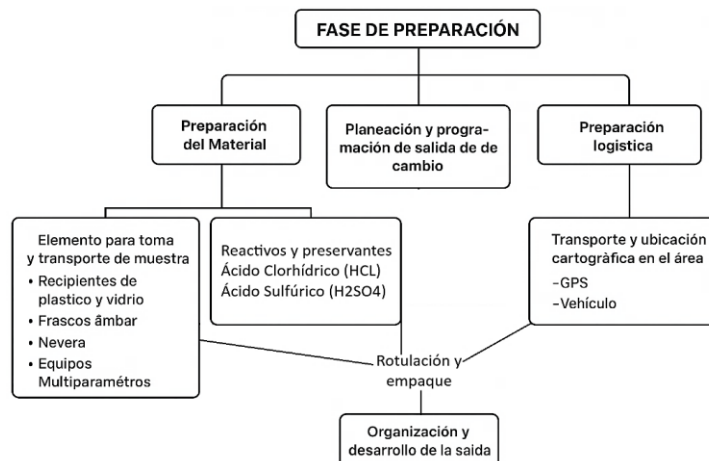 FASE DE PREPARACIÓN
Preparación
del Material
Planeación y progra-
mación de salida de de
cambio
Preparación
logistica
Elemento para toma
y transporte de muestra
• Recipientes de
plastico y vidrio
• Frascos âmbar
• Nevera
• Equipos
Multiparamétros
Reactivos y preservantes
Ácido Clorhídrico (HCL)
Ácido Sulfúrico (H2SO4)
Transporte y ubicación
cartogràfica en el área
-GPS
-Vehículo
Rotulación y
empaque
Organización y
desarrollo de la saida